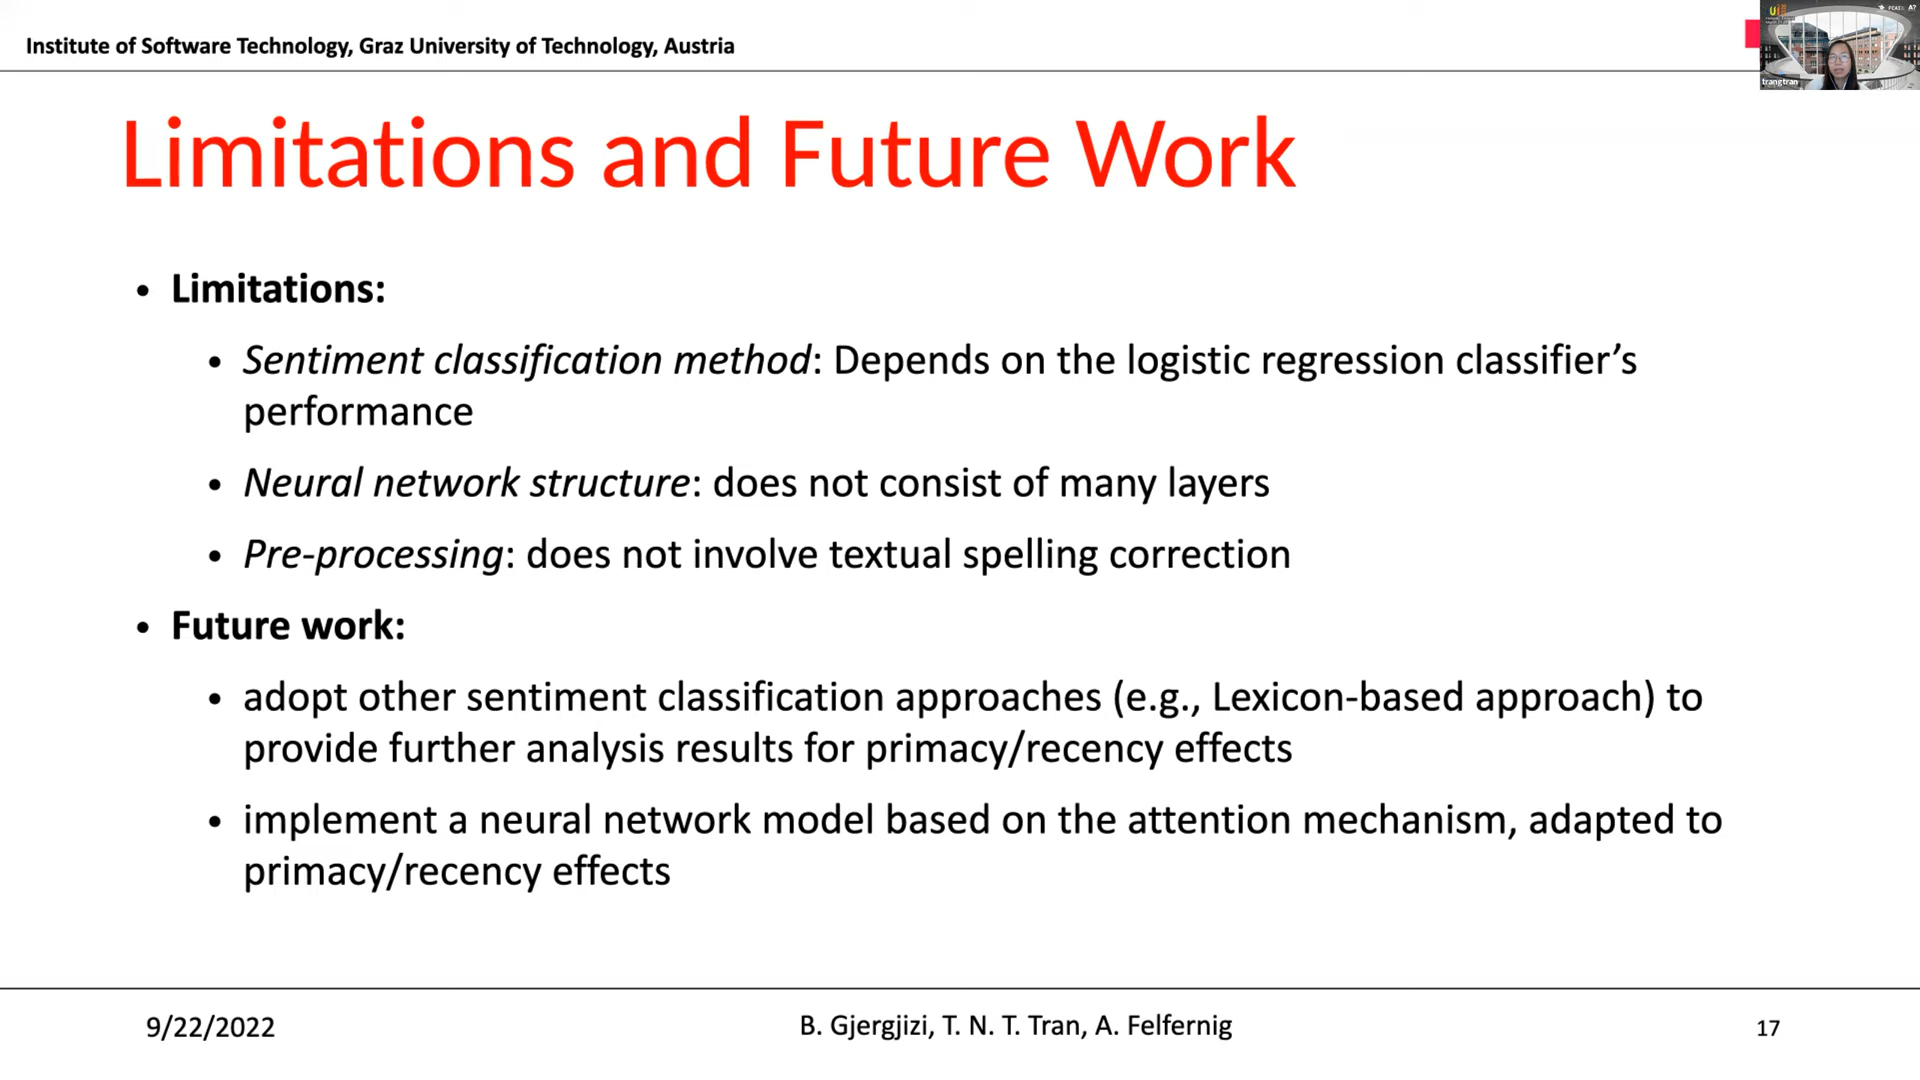 Institute of Software Technology, Graz University of Technology, Austria
trangtran
Limitations and Future Work
• Limitations:
• Sentiment classification method: Depends on the logistic regression classifier’s
performance
• Neural network structure: does not consist of many layers
• Pre-processing: does not involve textual spelling correction
• Future work:
• adopt other sentiment classification approaches (e.g., Lexicon-based approach) to
provide further analysis results for primacy/recency effects
• implement a neural network model based on the attention mechanism, adapted to
primacy/recency effects
9/22/2022
B. Gjergjizi, T. N. T. Tran, A. Felfernig
17